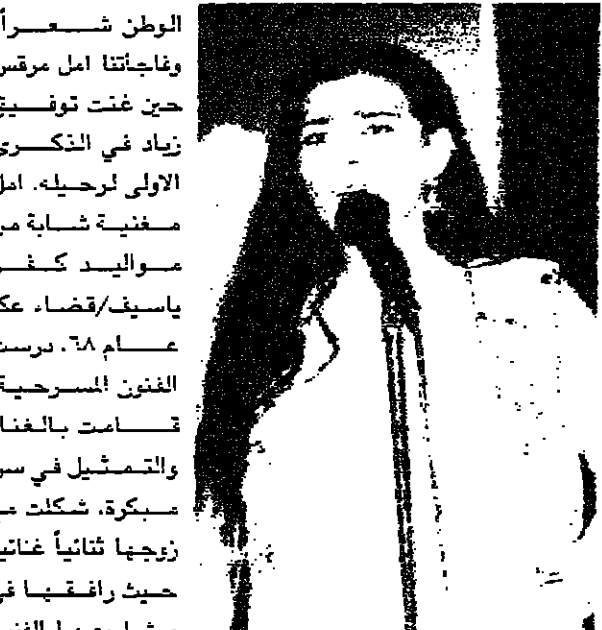 الوطن شعراً
وفاجأتنا امل مرقس
حين غنت توفيق
زياد في الذكرى
الاولى لرحيله. امل
مغنية شابة من
مواليد كفر
ياسيف/قضاء عكا
عام ٦٨. درست
الفنون المسرحية
قامت بالغنا
والتمثيل في سن
مبكرة، شكلت مع
زوجها ثنائياً غنائي
حيث رافقها في